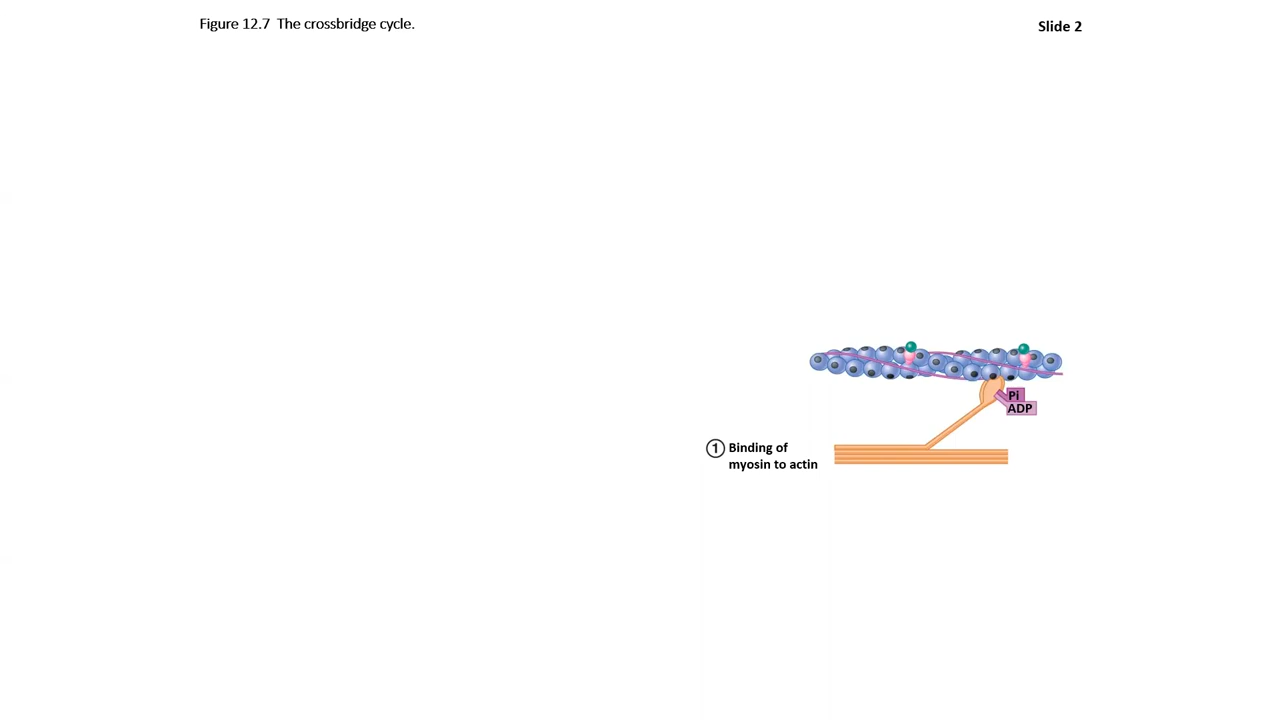 Figure 12.7  The crossbridge cycle.
Slide 2
Pi
ADP
1 Binding of
myosin to actin